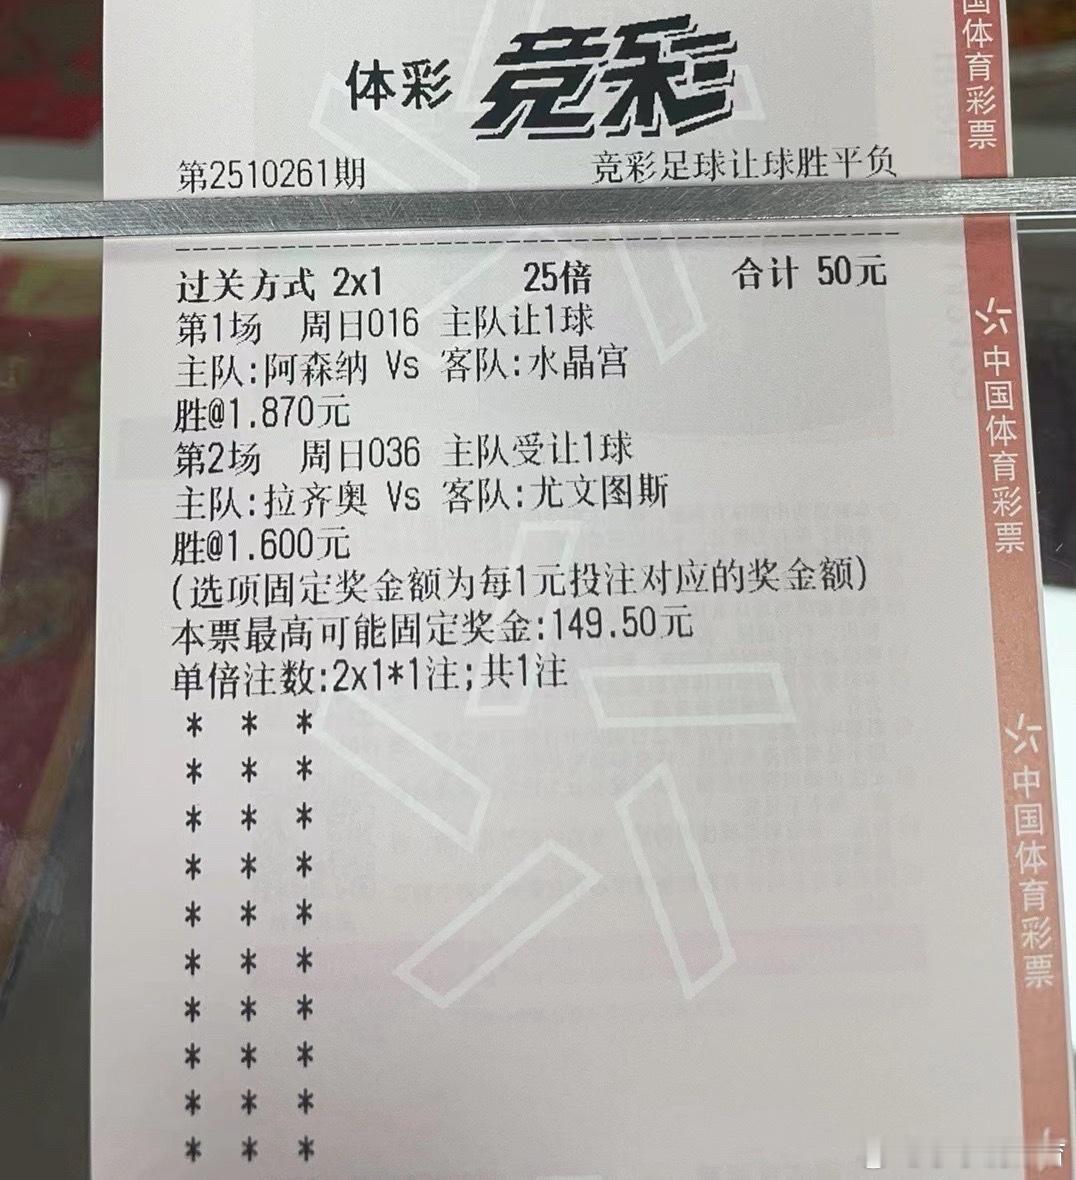 体彩 竞彩
第2510261期 竞彩足球让球胜平负
过关方式 2x1 25倍 合计 50元
第1场 周日016 主队让1球
主队:阿森纳 Vs 客队:水晶宫
胜@1.870元
第2场 周日036 主队受让1球
主队:拉齐奥 Vs 客队:尤文图斯
胜@1.600元
(选项固定奖金额为每1元投注对应的奖金额)
本票最高可能固定奖金:149.50元
单倍注数:2x1*1注;共1注
* * *
* * *
* * *
* * *
* * *
* * *
* * *
* * *
* * *
* * *
国体育彩票
中国体育彩票
中国体育彩票